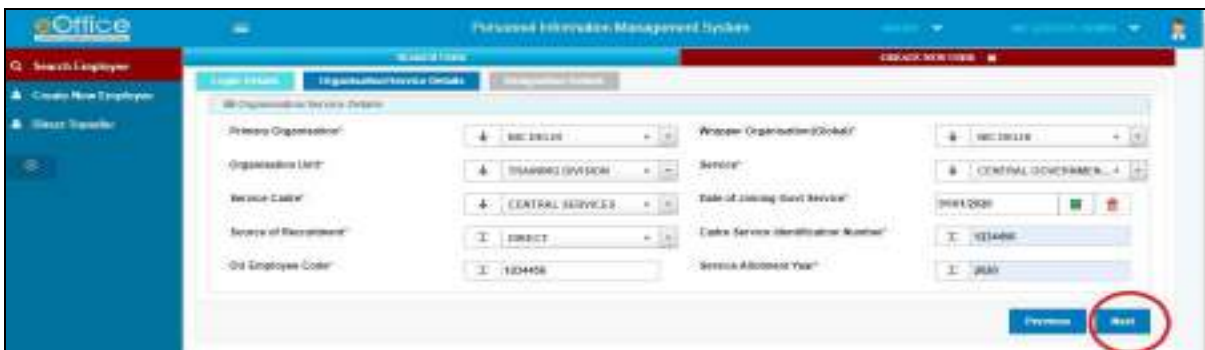 eOffice
Personnel Information Management System
Search Employee
CREATE NEW USER
Create New Employee
Login Details Organisation/Service Details
Direct Transfer
Organisation/Service Details
Primary Organisation* NIC DELHI Wrapper Organisation(Global)* NIC DELHI
Organisation Unit* TRAINING DIVISION Service* CENTRAL GOVERNMEN...
Service Cadre* CENTRAL SERVICES Date of Joining Govt Service*
Source of Recruitment* DIRECT Cadre Service Identification Number*
Old Employee Code* Service Allotment Year* 2020
Previous Next